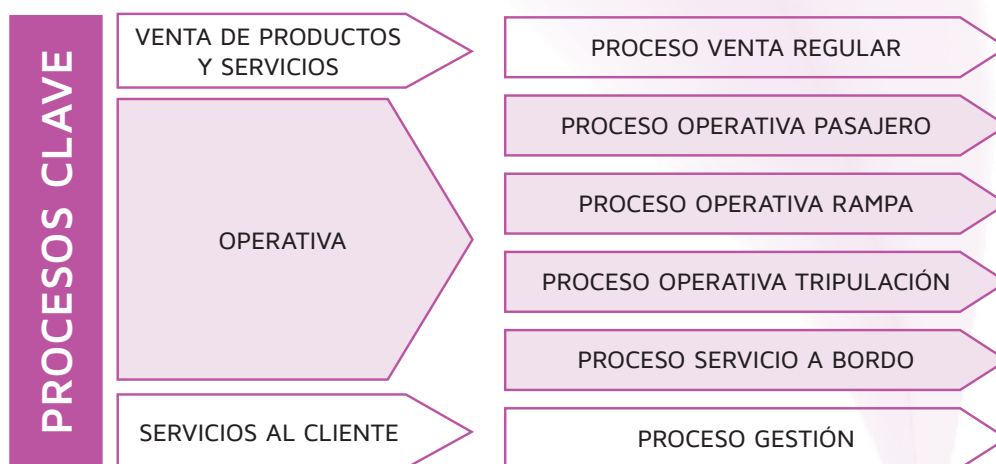 PROCESOS CLAVE
VENTA DE PRODUCTOS
Y SERVICIOS
OPERATIVA
SERVICIOS AL CLIENTE
PROCESO VENTA REGULAR
PROCESO OPERATIVA PASAJERO
PROCESO OPERATIVA RAMPA
PROCESO OPERATIVA TRIPULACIÓN
PROCESO SERVICIO A BORDO
PROCESO GESTIÓN